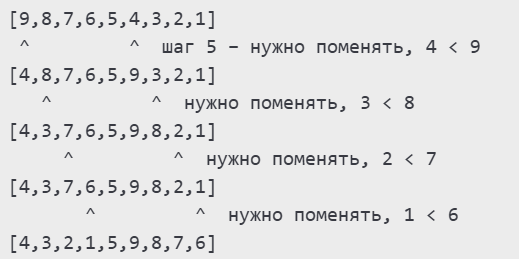 [9,8,7,6,5,4,3,2,1]
 ^         ^  шаг 5 – нужно поменять, 4 < 9
[4,8,7,6,5,9,3,2,1]
   ^         ^  нужно поменять, 3 < 8
[4,3,7,6,5,9,8,2,1]
     ^         ^  нужно поменять, 2 < 7
[4,3,7,6,5,9,8,2,1]
       ^         ^  нужно поменять, 1 < 6
[4,3,2,1,5,9,8,7,6]